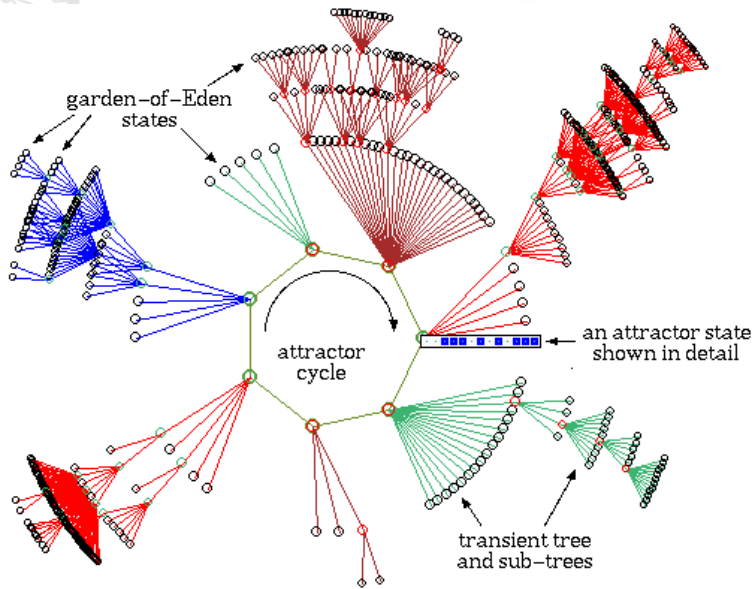 garden-of-Eden
states
attractor
cycle
an attractor state
shown in detail
transient tree
and sub-trees